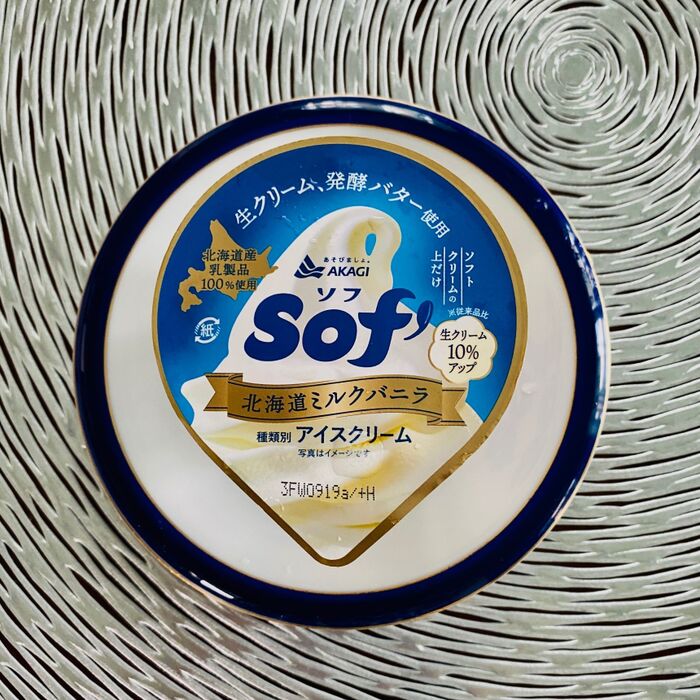 生クリーム、発酵バター使用
北海道産
乳製品
100%使用
あそびましょ。
AKAGI
ソフト
クリームの
上だけ
ソフ
Sof'
※従来品比
生クリーム
10%
アップ
紙
北海道ミルクバニラ
種類別 アイスクリーム
写真はイメージです
3FW0919a/+H